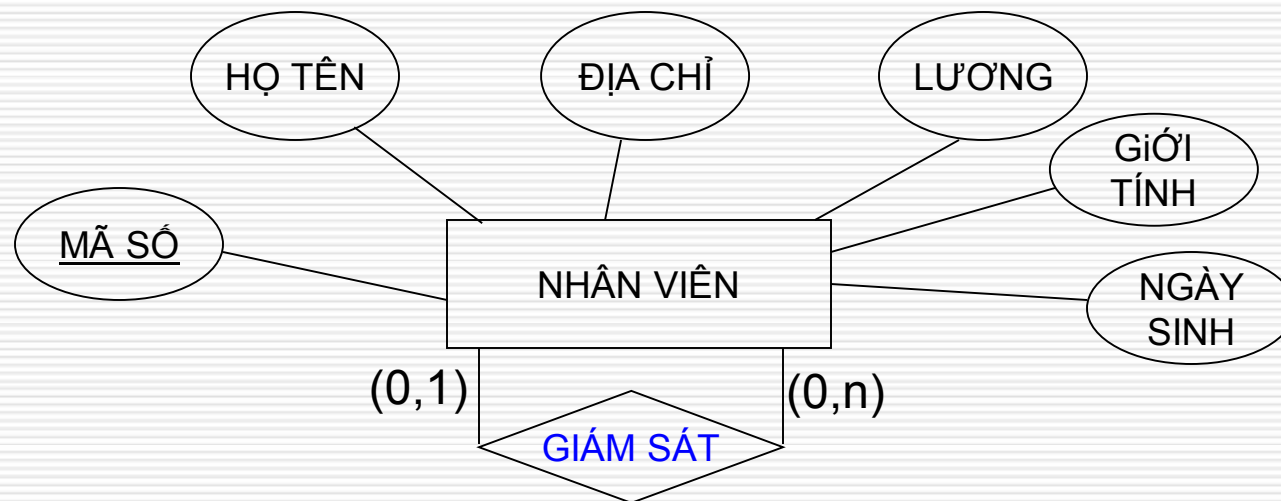 HỌ TÊN
ĐỊA CHỈ
LƯƠNG
GiỚI
TÍNH
MÃ SỐ
NHÂN VIÊN
NGÀY
SINH
(0,1)
(0,n)
GIÁM SÁT